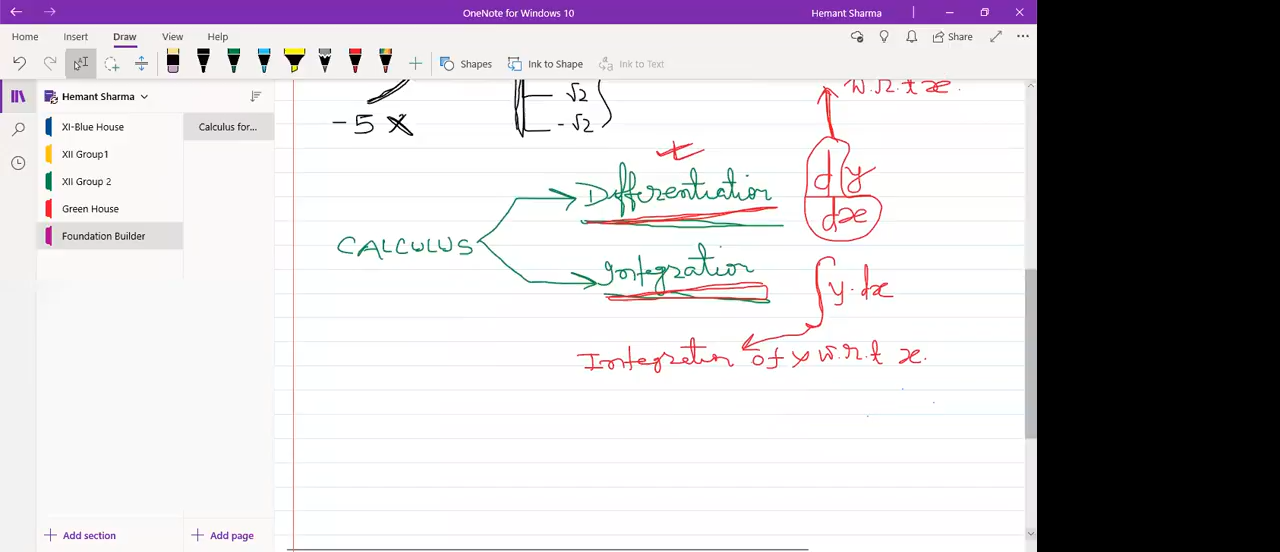 OneNote for Windows 10
Hemant Sharma
Home Insert Draw View Help
Share
Shapes
Ink to Shape
Ink to Text
Hemant Sharma
XI-Blue House
XII Group1
XII Group 2
Green House
Foundation Builder
Calculus for...
Add section
Add page
√2
- √2
-5 x
w.r.t x.
CALCULUS
Differentiation
dy
dx
Integration
∫ y.dx
Integration of y w.r.t x.